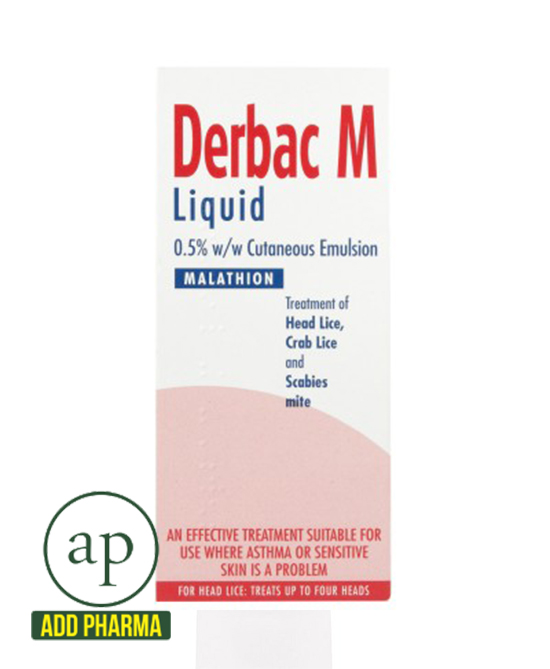 Derbac M
Liquid
0.5% w/w Cutaneous Emulsion
MALATHION
Treatment of
Head Lice,
Crab Lice
and
Scabies
mite
AN EFFECTIVE TREATMENT SUITABLE FOR
USE WHERE ASTHMA OR SENSITIVE
SKIN IS A PROBLEM
FOR HEAD LICE: TREATS UP TO FOUR HEADS
ap
ADD PHARMA